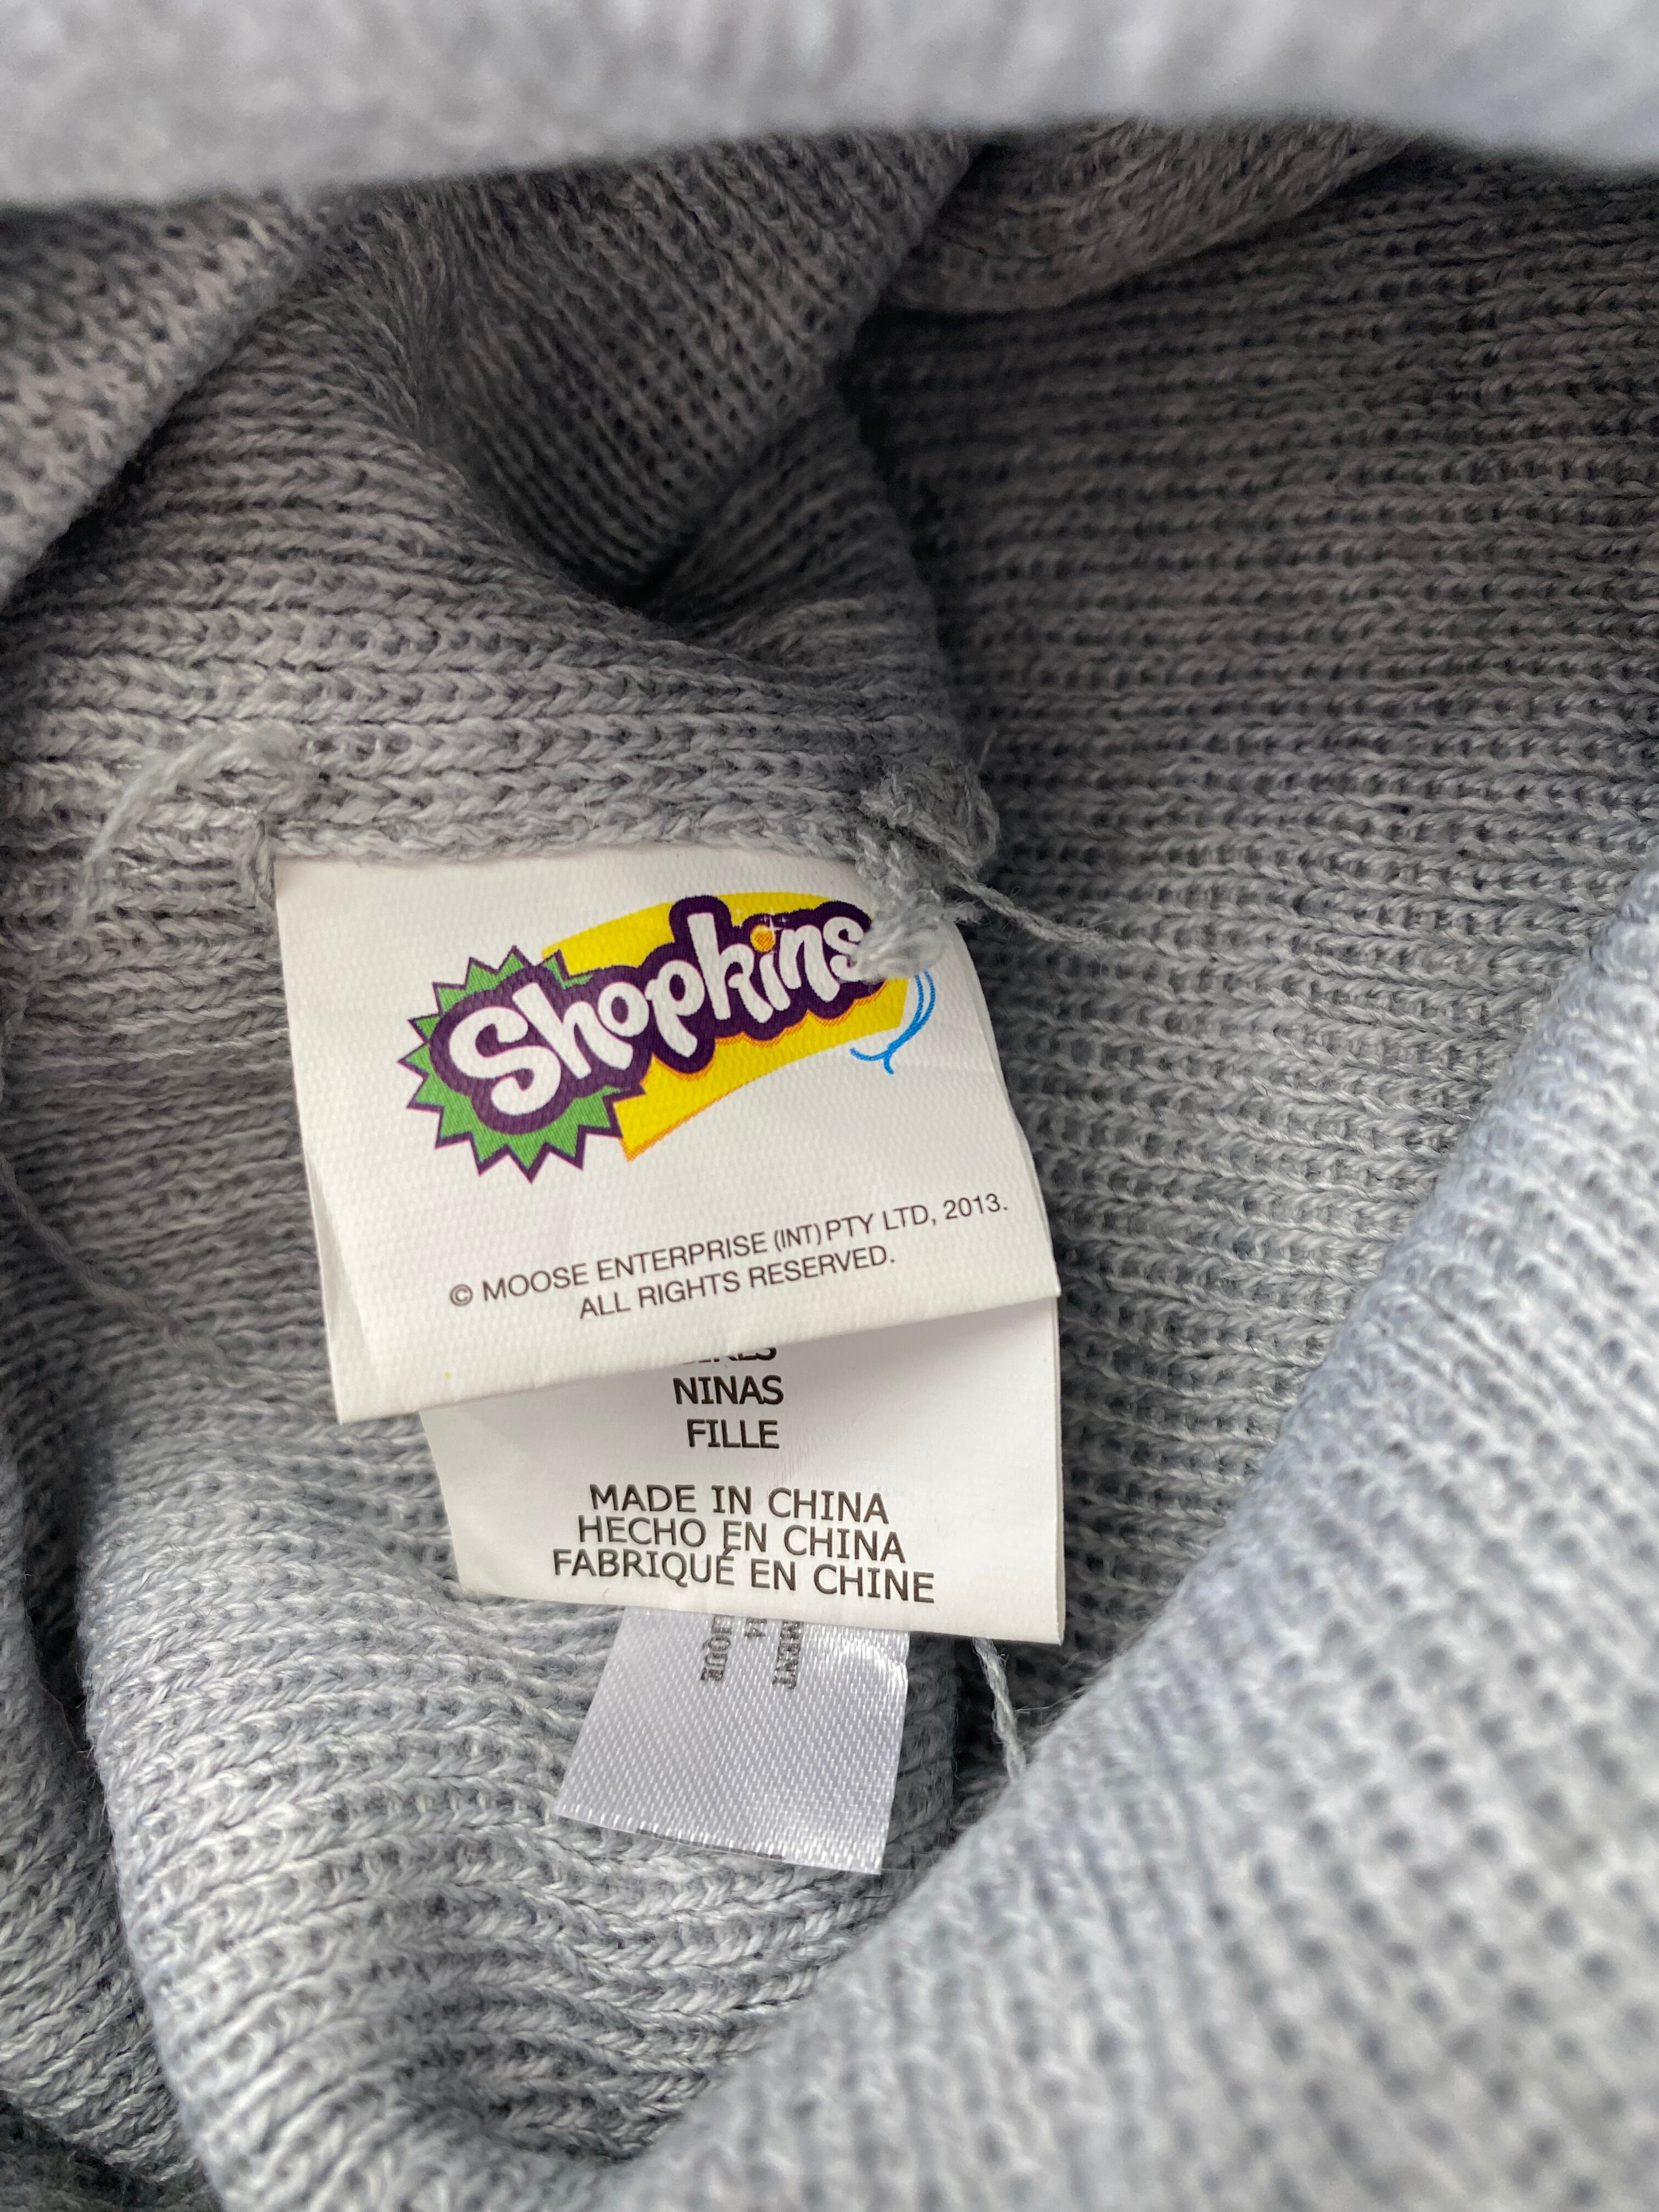 Shopkins
© MOOSE ENTERPRISE (INT) PTY LTD, 2013.
ALL RIGHTS RESERVED.
NINAS
FILLE
MADE IN CHINA
HECHO EN CHINA
FABRIQUÉ EN CHINE